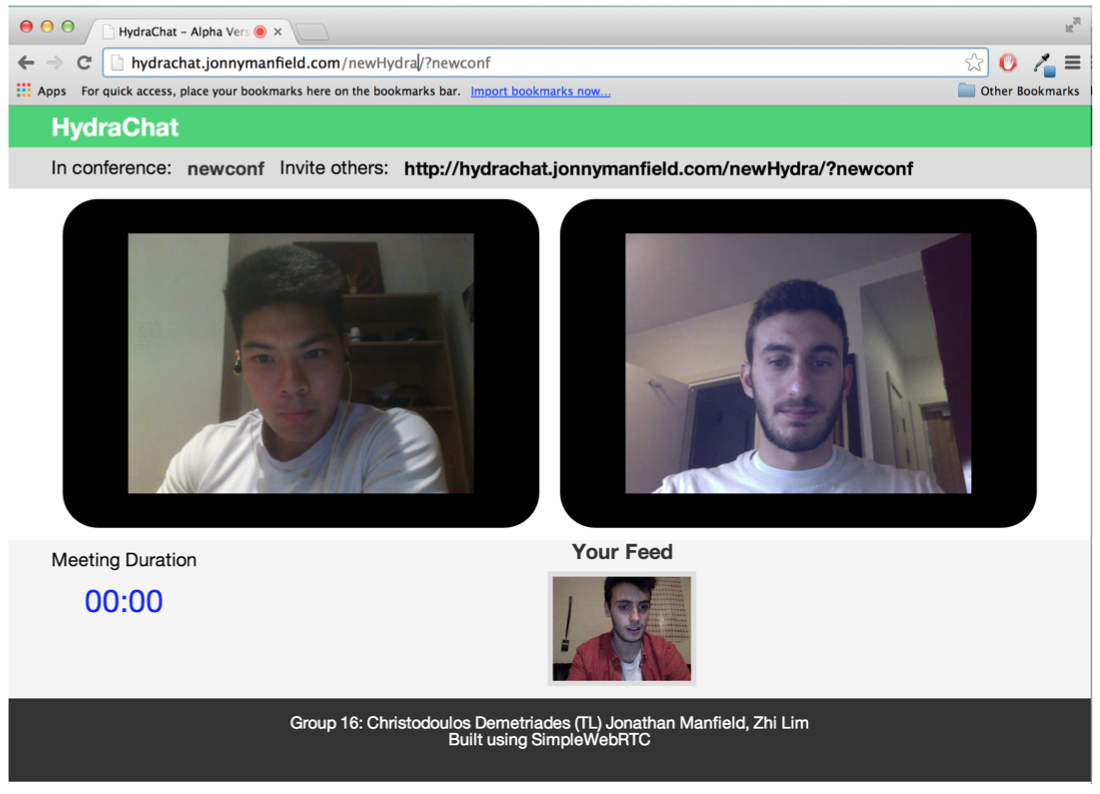 HydraChat – Alpha Vers
hydrachat.jonnymanfield.com/newHydra/?newconf
Apps For quick access, place your bookmarks here on the bookmarks bar. Import bookmarks now... Other Bookmarks
HydraChat
In conference: newconf Invite others: http://hydrachat.jonnymanfield.com/newHydra/?newconf
Meeting Duration
Your Feed
00:00
Group 16: Christodoulos Demetriades (TL) Jonathan Manfield, Zhi Lim
Built using SimpleWebRTC